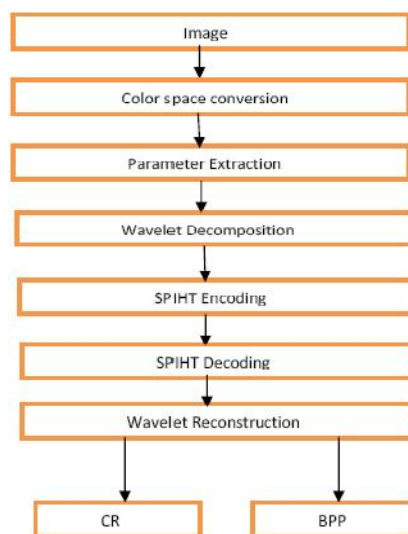 Image
Color space conversion
Parameter Extraction
Wavelet Decomposition
SPIHT Encoding
SPIHT Decoding
Wavelet Reconstruction
CR
BPP